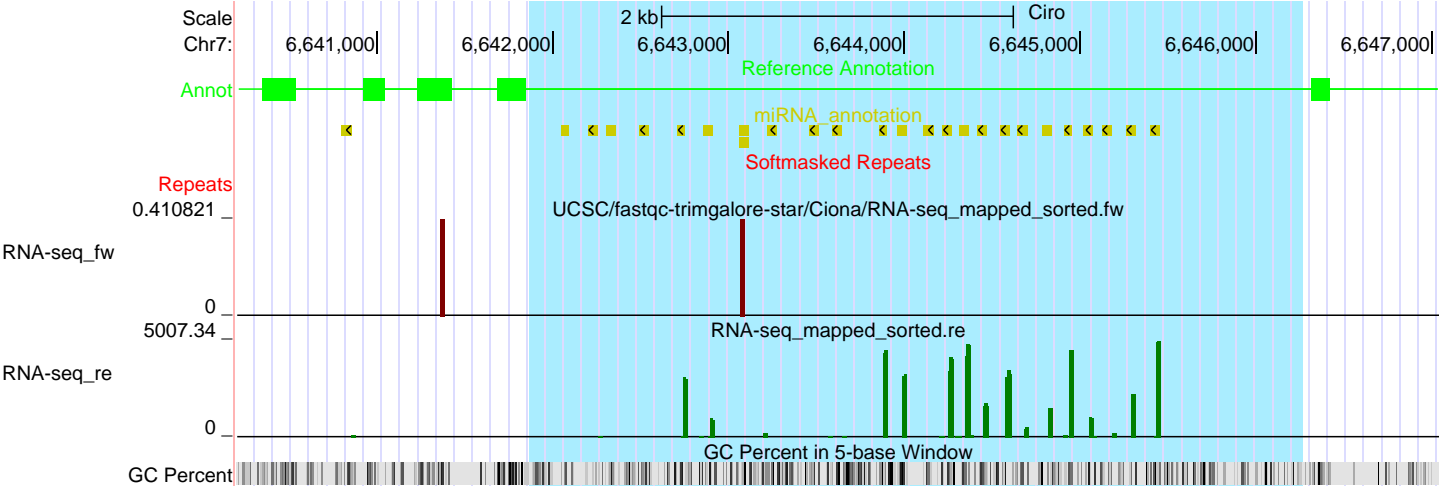 Scale 2 kb Ciro
Chr7: 6,641,000 6,642,000 6,643,000 6,644,000 6,645,000 6,646,000 6,647,000
Reference Annotation
Annot
miRNA_annotation
Softmasked Repeats
Repeats
0.410821
UCSC/fastqc-trimgalore-star/Ciona/RNA-seq_mapped_sorted.fw
RNA-seq_fw
0
5007.34
RNA-seq_mapped_sorted.re
RNA-seq_re
0
GC Percent in 5-base Window
GC Percent